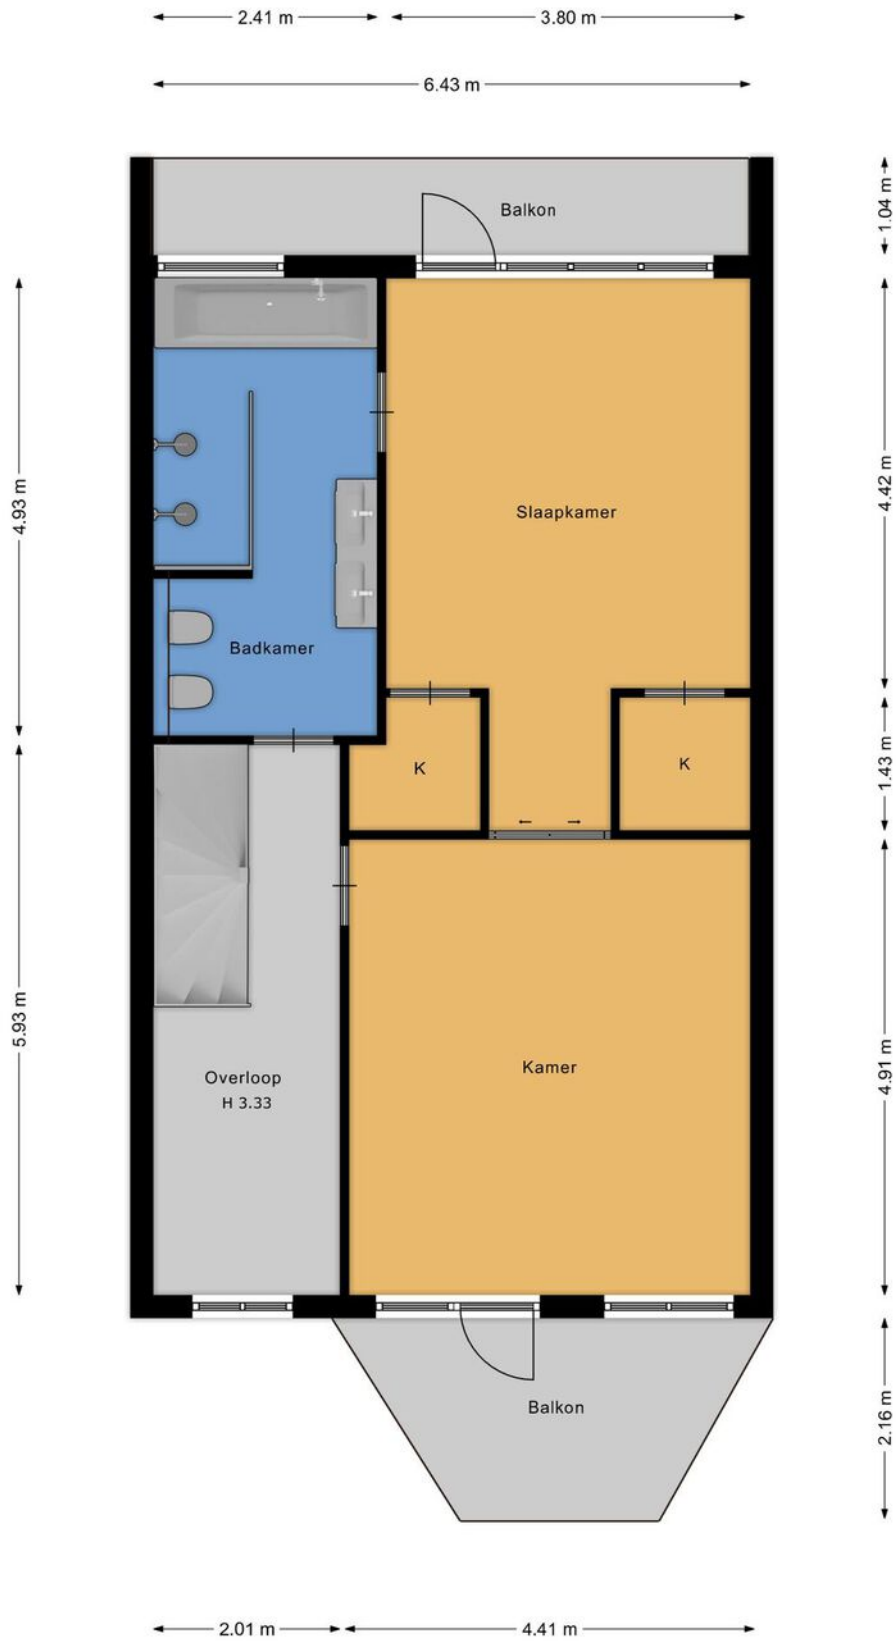 2.41 m
3.80 m
6.43 m
Balkon
1.04 m
4.93 m
4.42 m
Slaapkamer
Badkamer
K
K
1.43 m
5.93 m
Kamer
4.91 m
Overloop
H 3.33
Balkon
2.16 m
2.01 m
4.41 m